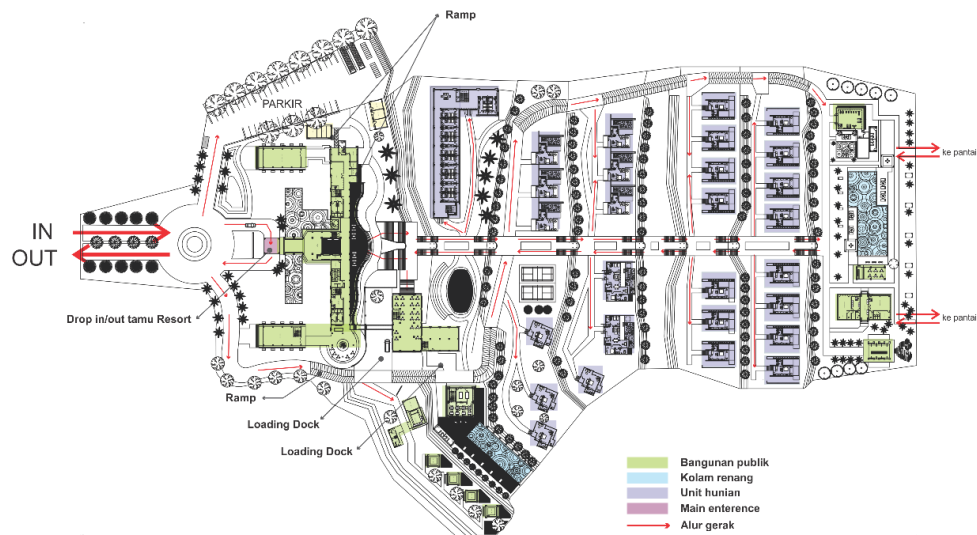 Ramp
PARKIR
ke pantai
IN
OUT
Drop in/out tamu Resort
ke pantai
Ramp
Loading Dock
Loading Dock
Bangunan publik
Kolam renang
Unit hunian
Main enterence
Alur gerak